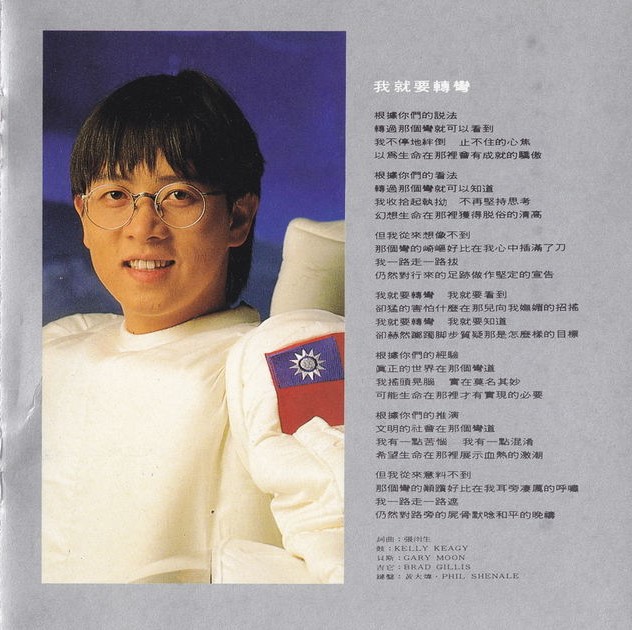 我就要轉彎
根據你們的說法
轉過那個彎就可以看到
我不停地絆倒　止不住的心焦
以為生命在那裡會有成就的驕傲
根據你們的看法
轉過那個彎就可以知道
我收拾起執拗　不再堅持思考
幻想生命在那裡獲得脫俗的清高
但我從來想像不到
那個彎的崎嶇好比在我心中插滿了刀
我一路走一路拔
仍然對行來的足跡做作堅定的宣告
我就要轉彎　我就要看到
卻猛的害怕什麼在那兒向我嫵媚的招搖
我就要轉彎　我就要知道
卻赫然躑躅腳步質疑那是怎麼樣的目標
根據你們的經驗
真正的世界在那個彎道
我搖頭晃腦　實在莫名其妙
可能生命在那裡才有實現的必要
根據你們的推演
文明的社會在那個彎道
我有一點苦惱　我有一點混淆
希望生命在那裡展示血熱的激潮
但我從來意料不到
那個彎的顛躓好比在我耳旁凄厲的呼嘯
我一路走一路遮
仍然對路旁的屍骨默唸和平的晚禱
詞曲：張雨生
鼓：KELLY KEAGY
貝斯：GARY MOON
吉它：BRAD GILLIS
鍵盤：黃大煒・PHIL SHENALE